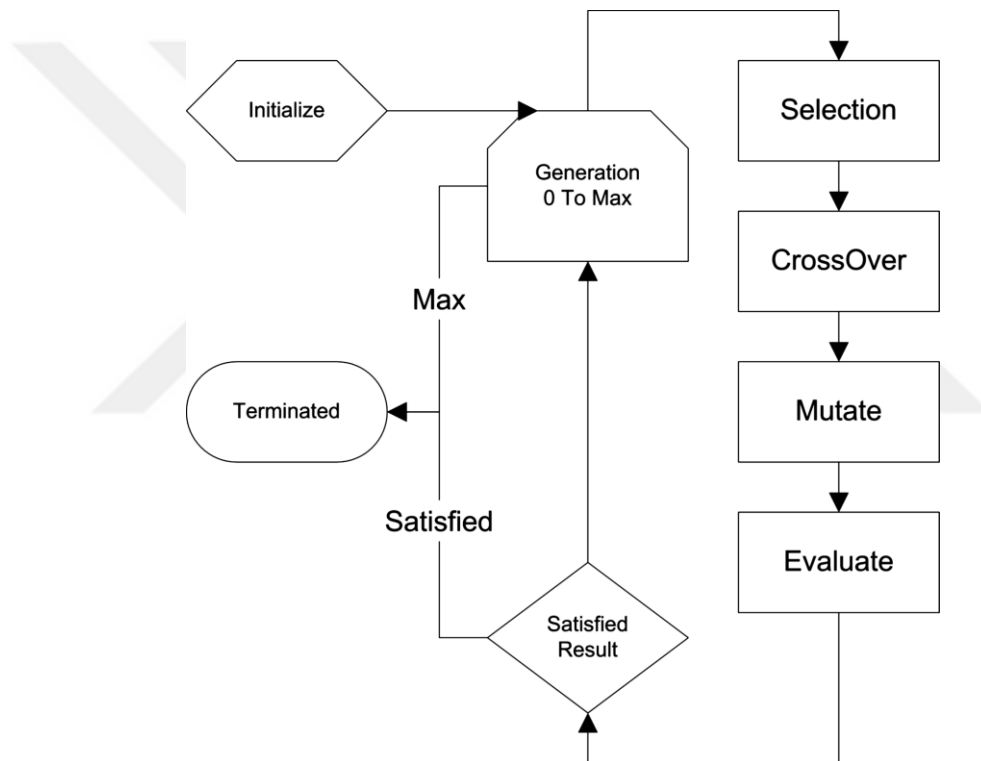 Initialize
Generation
0 To Max
Selection
CrossOver
Max
Terminated
Mutate
Satisfied
Evaluate
Satisfied
Result